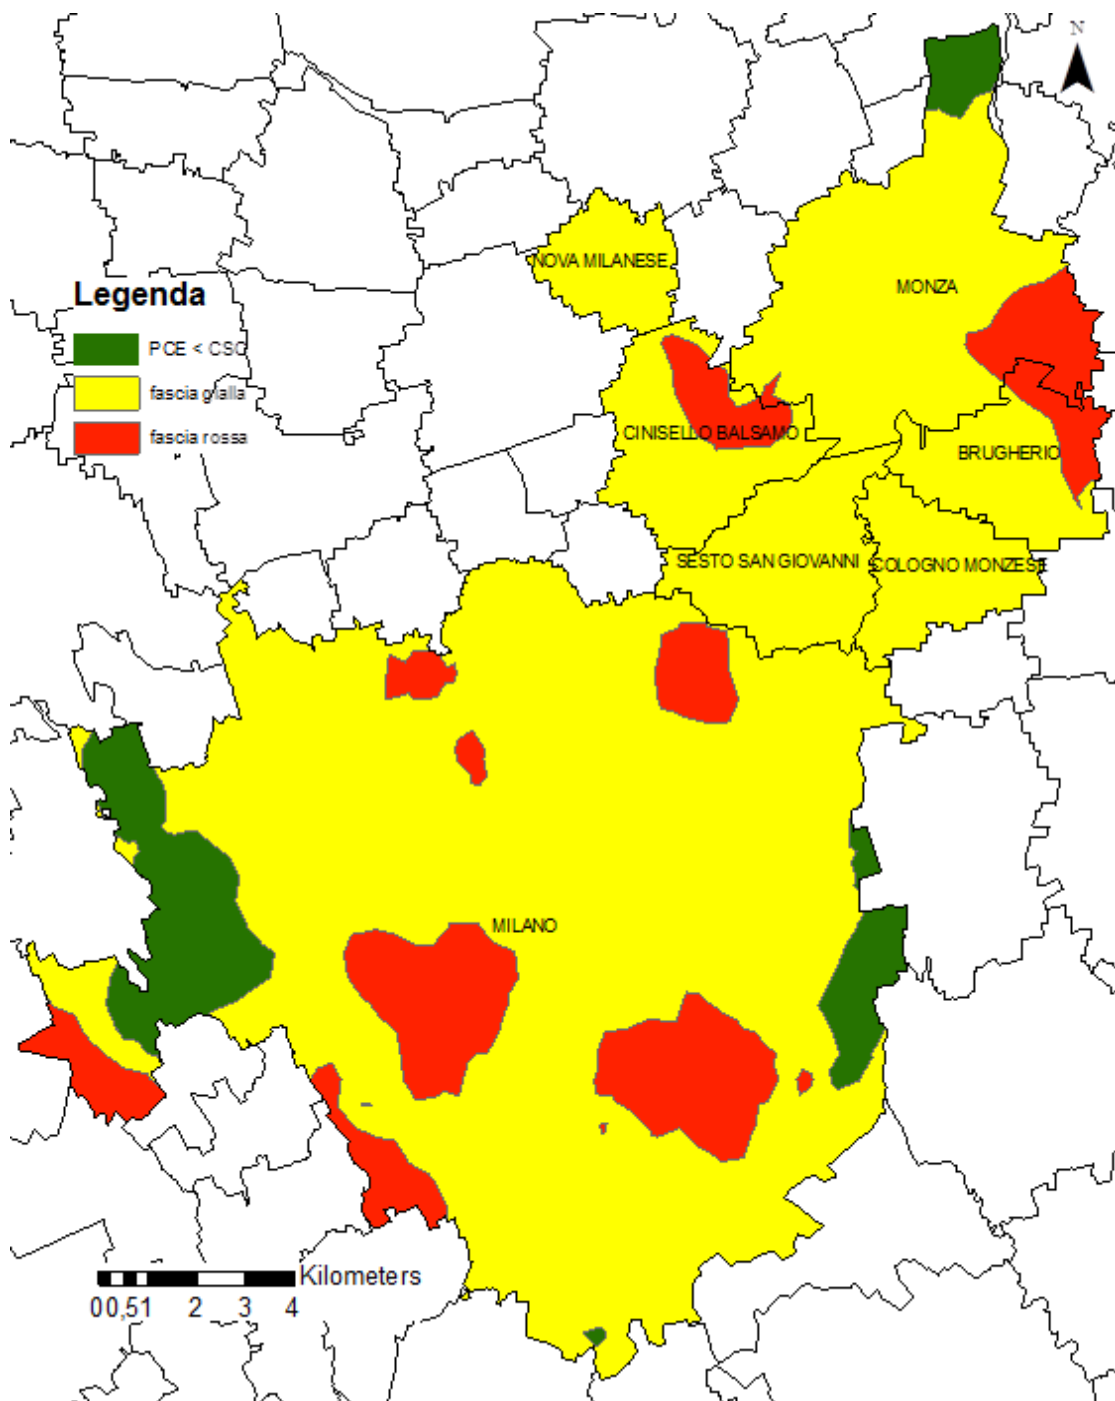 N
NOVA MILANESE
MONZA
Legenda
PCE < CSC
fascia gialla
fascia rossa
CINISELLO BALSAMO
BRUGHERIO
SESTO SAN GIOVANNI
COLOGNO MONZESE
MILANO
Kilometers
0 0,5 1 2 3 4